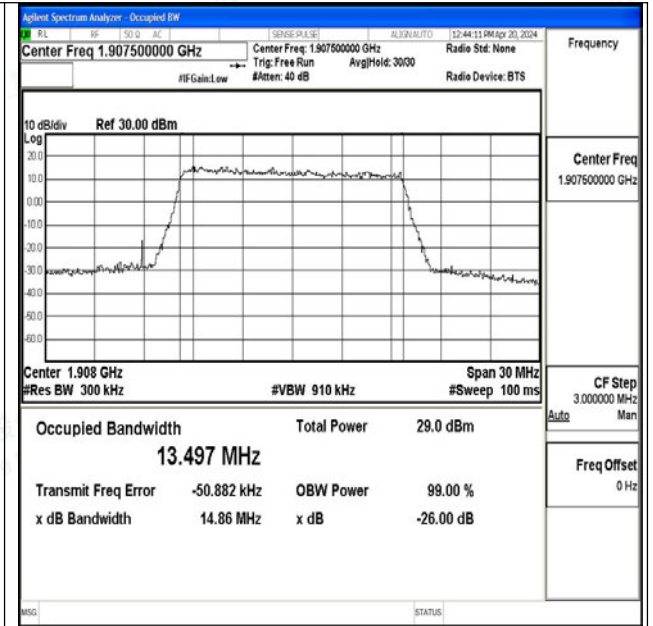 Agilent Spectrum Analyzer - Occupied BW
RL RF 50 Ω AC SENSE:PULSE ALIGN AUTO 12:44:11 PM Apr 20, 2024
Center Freq 1.907500000 GHz
Center Freq: 1.907500000 GHz
Radio Std: None
Trig: Free Run Avg|Hold: 30/30
#IFGain:Low
#Atten: 40 dB
Radio Device: BTS
Frequency
10 dB/div Ref 30.00 dBm
Log
20.0
10.0
0.00
-10.0
-20.0
-30.0
-40.0
-50.0
-60.0
Center 1.908 GHz Span 30 MHz
#Res BW 300 kHz #VBW 910 kHz #Sweep 100 ms
Occupied Bandwidth Total Power 29.0 dBm
13.497 MHz
Transmit Freq Error -50.882 kHz OBW Power 99.00 %
x dB Bandwidth 14.86 MHz x dB -26.00 dB
Center Freq
1.907500000 GHz
CF Step
3.000000 MHz
Auto Man
Freq Offset
0 Hz
MSG STATUS